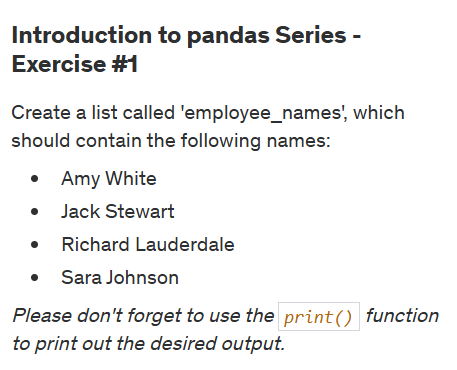 Introduction to pandas Series -
Exercise #1
Create a list called 'employee_names', which
should contain the following names:
• Amy White
• Jack Stewart
• Richard Lauderdale
• Sara Johnson
Please don't forget to use the print() function
to print out the desired output.